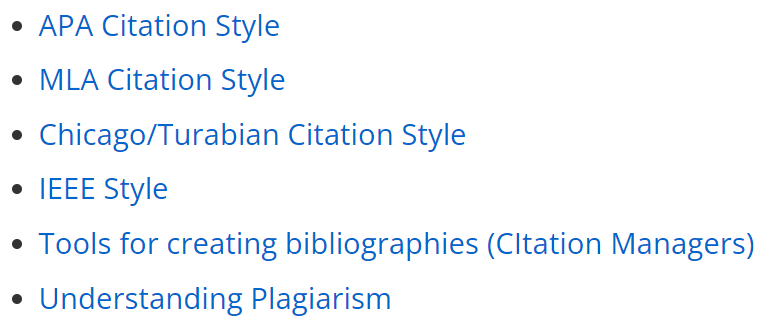 APA Citation Style
MLA Citation Style
Chicago/Turabian Citation Style
IEEE Style
Tools for creating bibliographies (CItation Managers)
Understanding Plagiarism